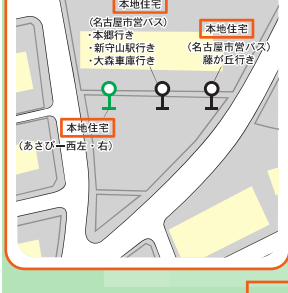 本地住宅
(名古屋市営バス)
・本郷行き
・新守山駅行き
・大森車庫行き
本地住宅
(名古屋市営バス)
藤が丘行き
本地住宅
(あさぴー西左・右)